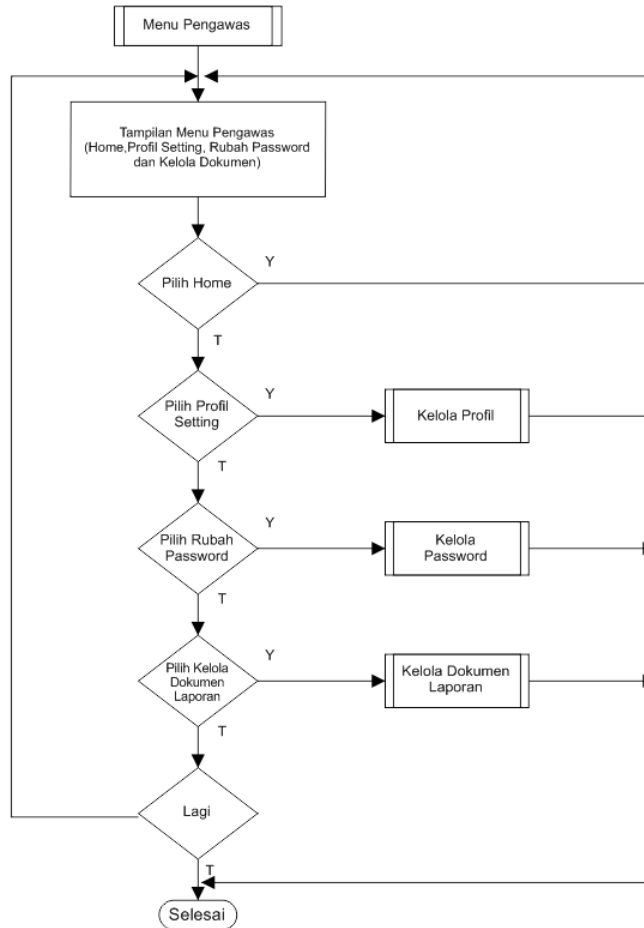 Menu Pengawas
Tampilan Menu Pengawas
(Home,Profil Setting, Rubah Password
dan Kelola Dokumen)
Y
Pilih Home
T
Y
Pilih Profil
Setting
Kelola Profil
T
Y
Pilih Rubah
Password
Kelola
Password
T
Y
Pilih Kelola
Dokumen
Laporan
Kelola Dokumen
Laporan
T
Lagi
T
Selesai